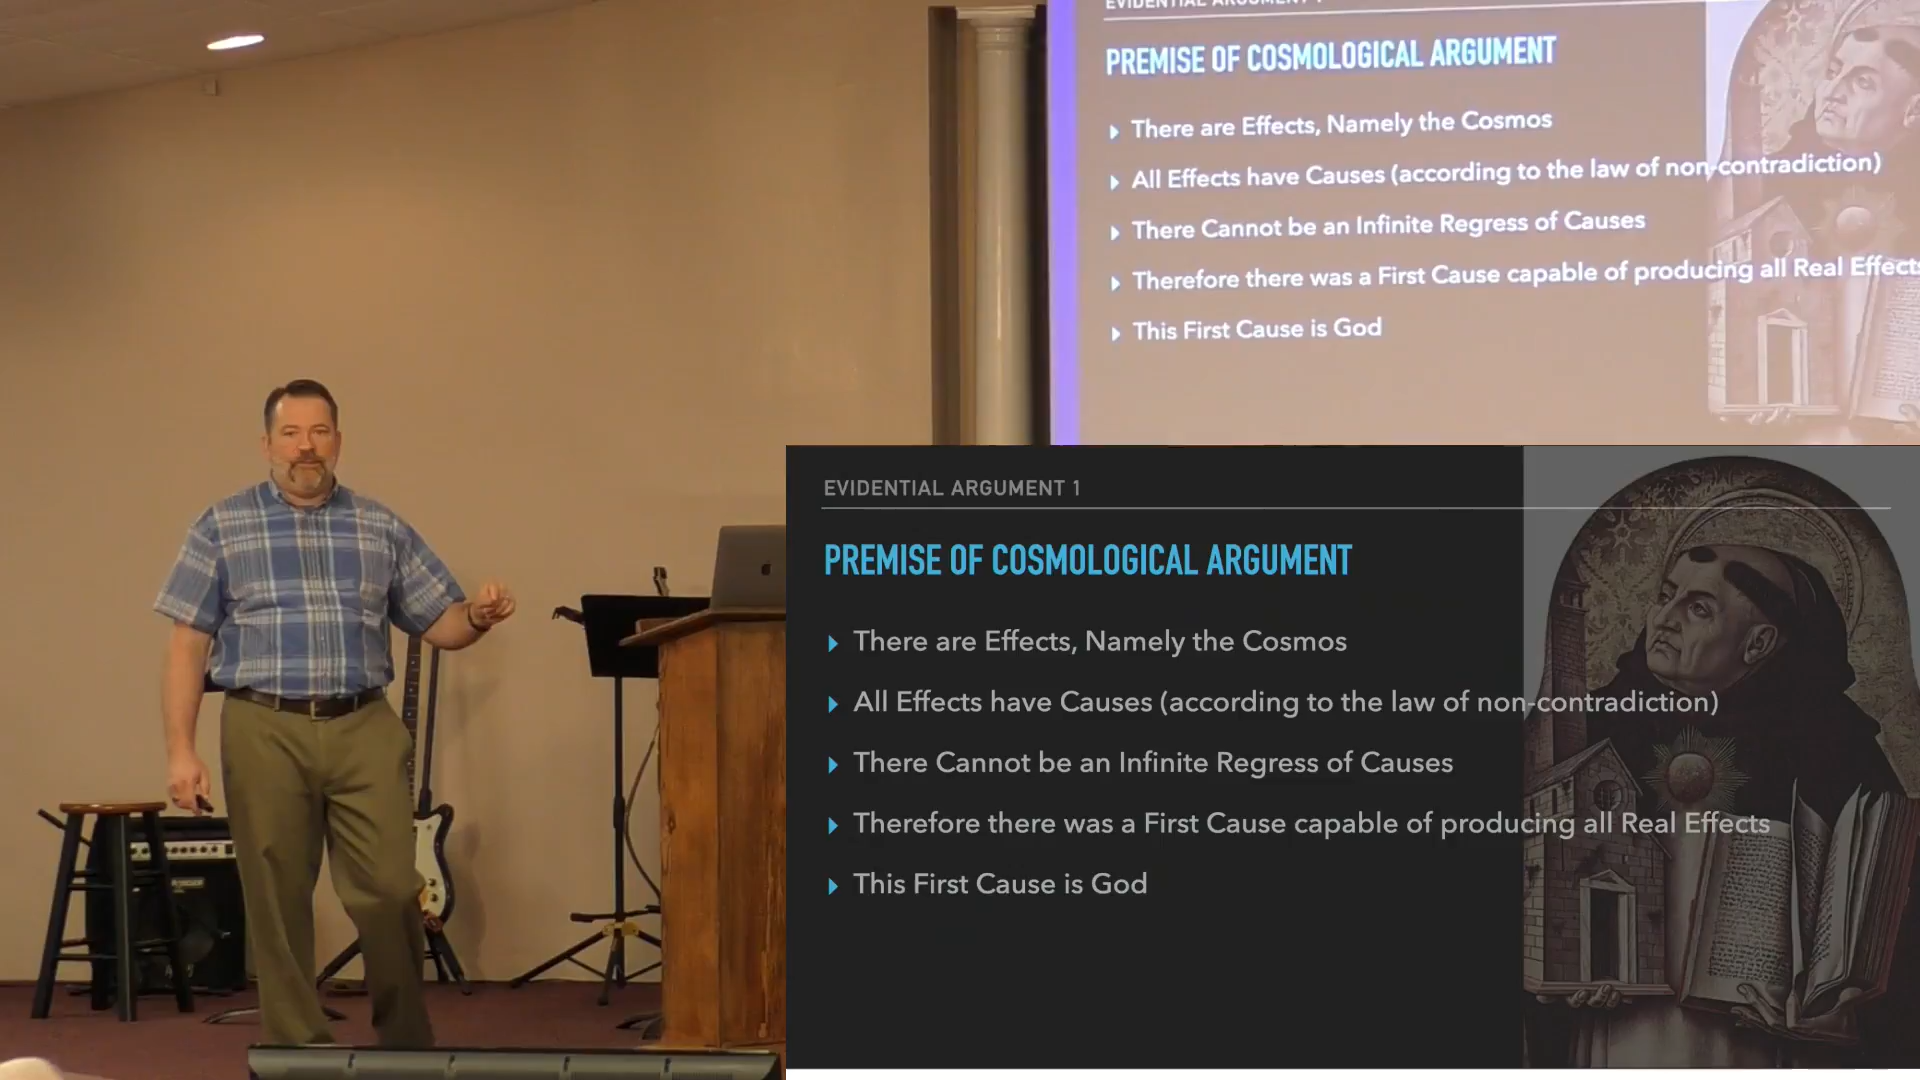 EVIDENTIAL ARGUMENT
PREMISE OF COSMOLOGICAL ARGUMENT
There are Effects, Namely the Cosmos
All Effects have Causes (according to the law of non-contradiction)
There Cannot be an Infinite Regress of Causes
Therefore there was a First Cause capable of producing all Real Effects
This First Cause is God
EVIDENTIAL ARGUMENT 1
PREMISE OF COSMOLOGICAL ARGUMENT
There are Effects, Namely the Cosmos
All Effects have Causes (according to the law of non-contradiction)
There Cannot be an Infinite Regress of Causes
Therefore there was a First Cause capable of producing all Real Effects
This First Cause is God